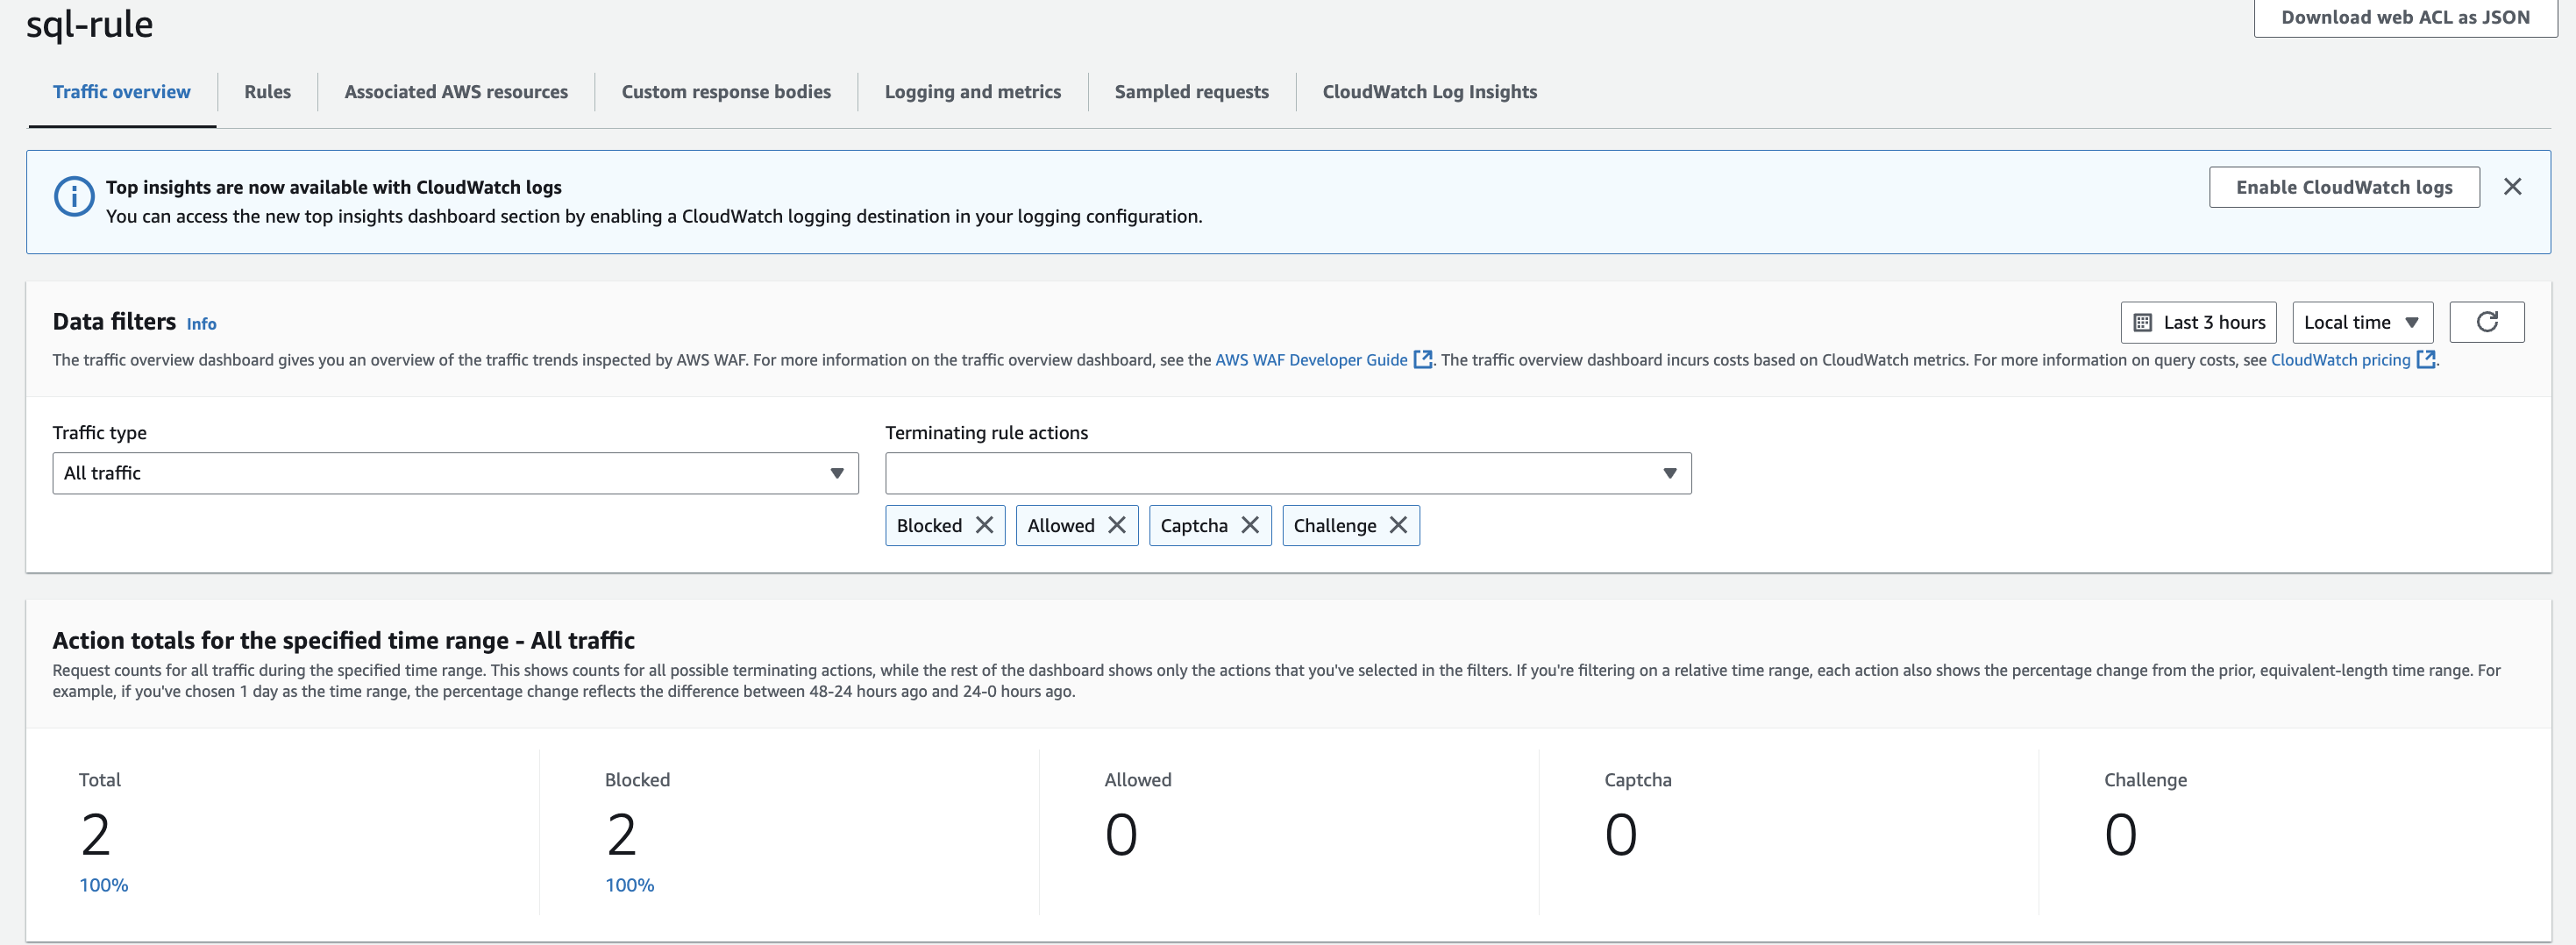 sql-rule
Download web ACL as JSON
Traffic overview
Rules
Associated AWS resources
Custom response bodies
Logging and metrics
Sampled requests
CloudWatch Log Insights
Top insights are now available with CloudWatch logs
You can access the new top insights dashboard section by enabling a CloudWatch logging destination in your logging configuration.
Enable CloudWatch logs
Data filters Info
Last 3 hours
Local time
The traffic overview dashboard gives you an overview of the traffic trends inspected by AWS WAF. For more information on the traffic overview dashboard, see the AWS WAF Developer Guide. The traffic overview dashboard incurs costs based on CloudWatch metrics. For more information on query costs, see CloudWatch pricing.
Traffic type
All traffic
Terminating rule actions
Blocked
Allowed
Captcha
Challenge
Action totals for the specified time range - All traffic
Request counts for all traffic during the specified time range. This shows counts for all possible terminating actions, while the rest of the dashboard shows only the actions that you've selected in the filters. If you're filtering on a relative time range, each action also shows the percentage change from the prior, equivalent-length time range. For
example, if you've chosen 1 day as the time range, the percentage change reflects the difference between 48-24 hours ago and 24-0 hours ago.
Total
2
100%
Blocked
2
100%
Allowed
0
Captcha
0
Challenge
0